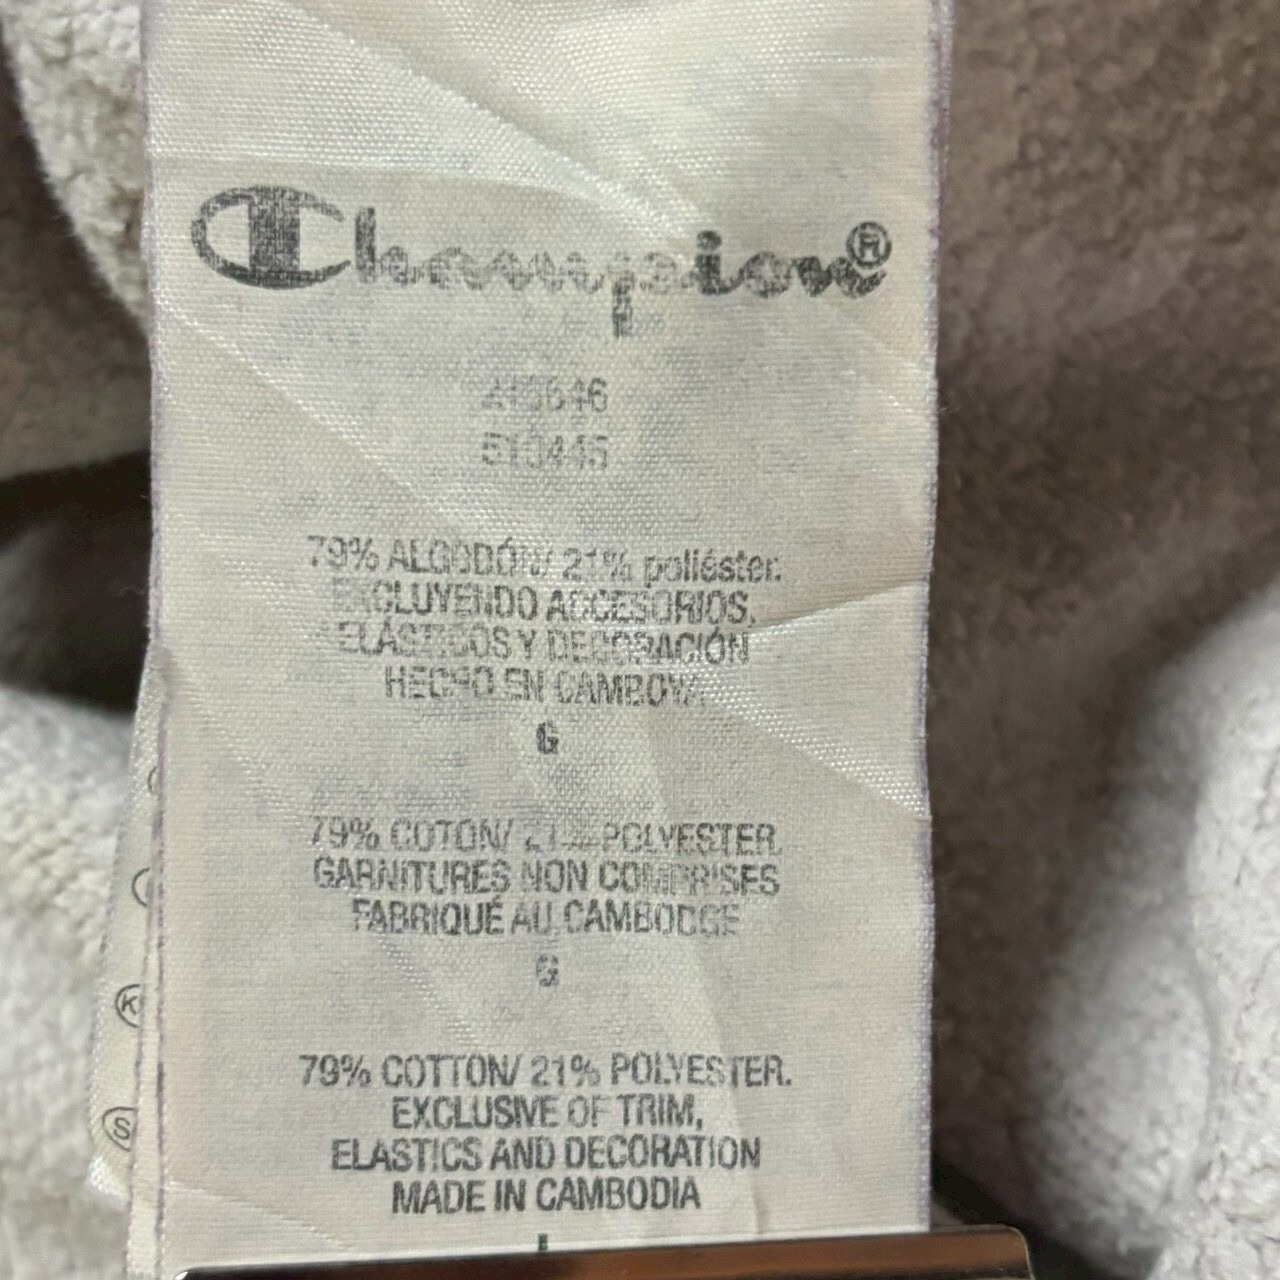 Champion®
510445
79% ALGODÓN/ 21% poliéster.
EXCLUYENDO ACCESORIOS,
ELÁSTICOS Y DECORACIÓN
HECHO EN CAMBOYA
G
79% COTON/ 21% POLYESTER.
GARNITURES NON COMPRISES
FABRIQUÉ AU CAMBODGE
G
79% COTTON/ 21% POLYESTER.
EXCLUSIVE OF TRIM,
ELASTICS AND DECORATION
MADE IN CAMBODIA
K
S